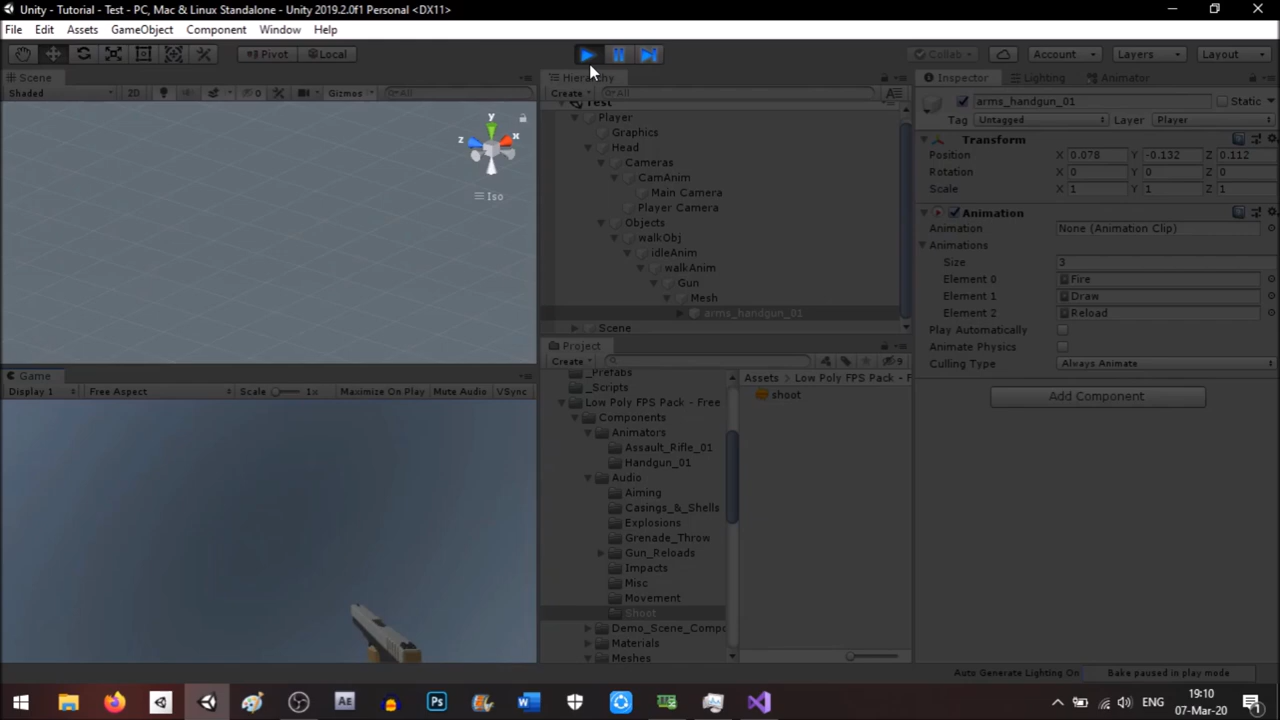 Unity - Tutorial - Test - PC, Mac & Linux Standalone - Unity 2019.2.0f1 Personal <DX11>
File Edit Assets GameObject Component Window Help
Pivot Local Collab Account Layers Layout
Scene
Shaded 2D 0 Gizmos All
y
z x
Iso
Hierarchy
Create All
Test
Player
Graphics
Head
Cameras
CamAnim
Main Camera
Player Camera
Objects
walkObj
idleAnim
walkAnim
Gun
Mesh
arms_handgun_01
Scene
Inspector Lighting Animator
arms_handgun_01 Static
Tag Untagged Layer Player
Transform
Position X 0.078 Y -0.132 Z 0.112
Rotation X 0 Y 0 Z 0
Scale X 1 Y 1 Z 1
Animation
Animation None (Animation Clip)
Animations
Size 3
Element 0 Fire
Element 1 Draw
Element 2 Reload
Play Automatically
Animate Physics
Culling Type Always Animate
Add Component
Game
Display 1 Free Aspect Scale 1x Maximize On Play Mute Audio VSync
Project
Create 9
_Prefabs
_Scripts
Low Poly FPS Pack - Free
Components
Animators
Assault_Rifle_01
Handgun_01
Audio
Aiming
Casings_&_Shells
Explosions
Grenade_Throw
Gun_Reloads
Impacts
Misc
Movement
Shoot
Demo_Scene_Compo
Materials
Meshes
Assets Low Poly FPS Pack - F
shoot
Auto Generate Lighting On Bake paused in play mode
AE Ps W ENG 19:10
07-Mar-20 1